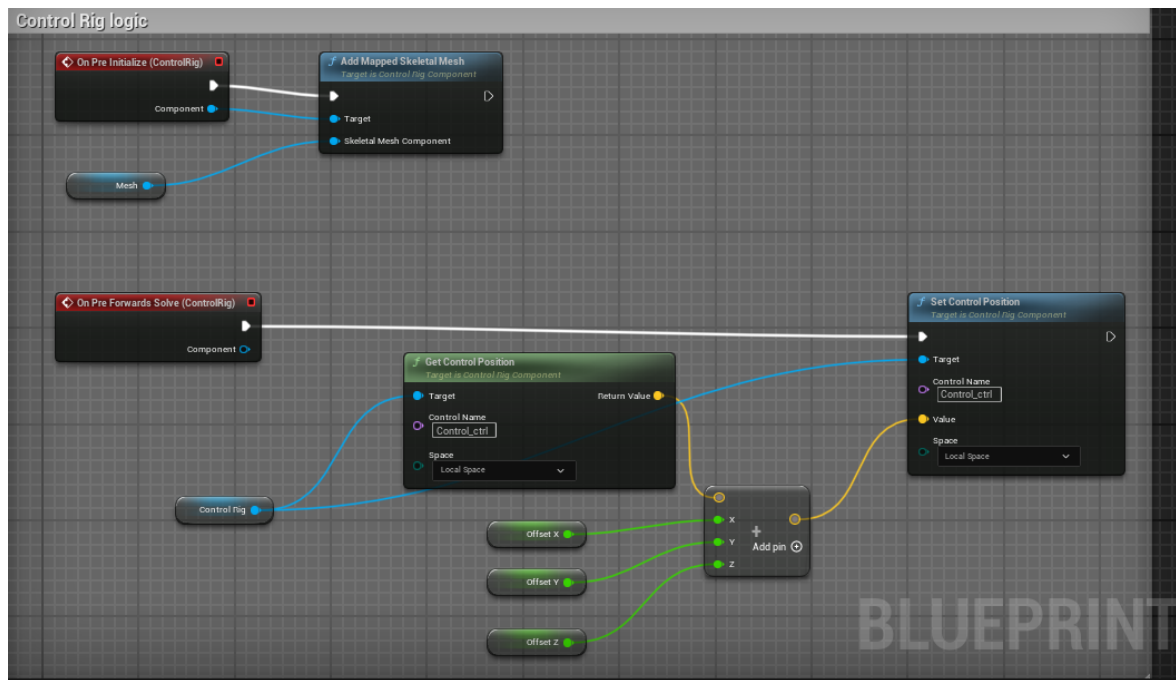 Control Rig logic
On Pre Initialize (ControlRig)
Component
Add Mapped Skeletal Mesh
Target is Control Rig Component
Target
Skeletal Mesh Component
Mesh
On Pre Forwards Solve (ControlRig)
Component
Get Control Position
Target is Control Rig Component
Target
Return Value
Control Name
Control_ctrl
Space
Local Space
Control Rig
Offset X
Offset Y
Offset Z
X
Y
Z
Add pin
Set Control Position
Target is Control Rig Component
Target
Control Name
Control_ctrl
Value
Space
Local Space
BLUEPRINT